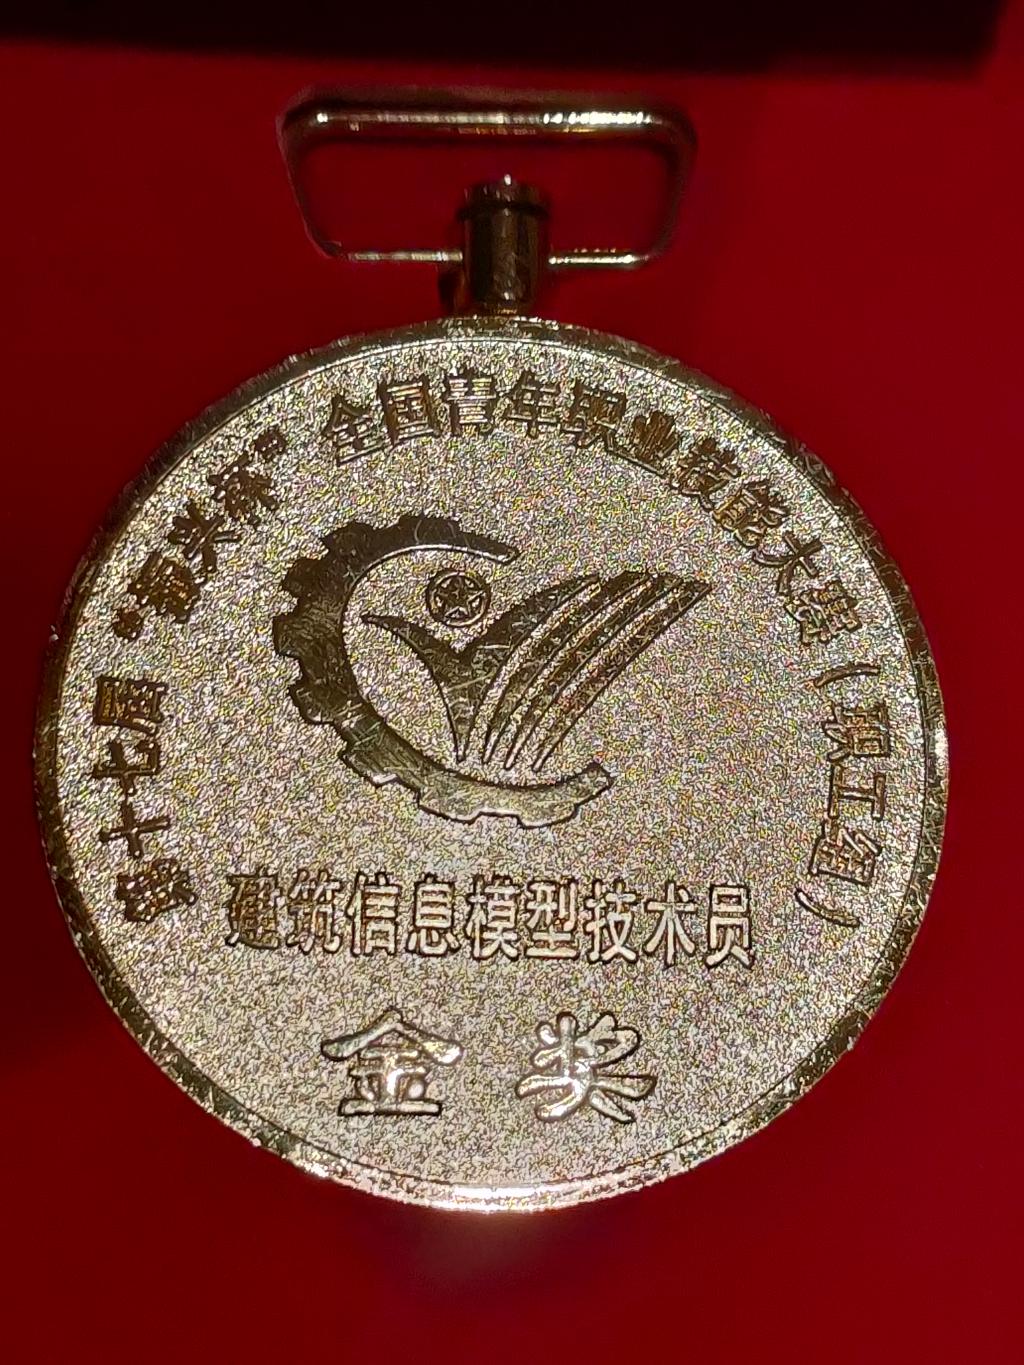 第十七届“振兴杯”全国青年职业技能大赛（职工组）
建筑信息模型技术员
金奖